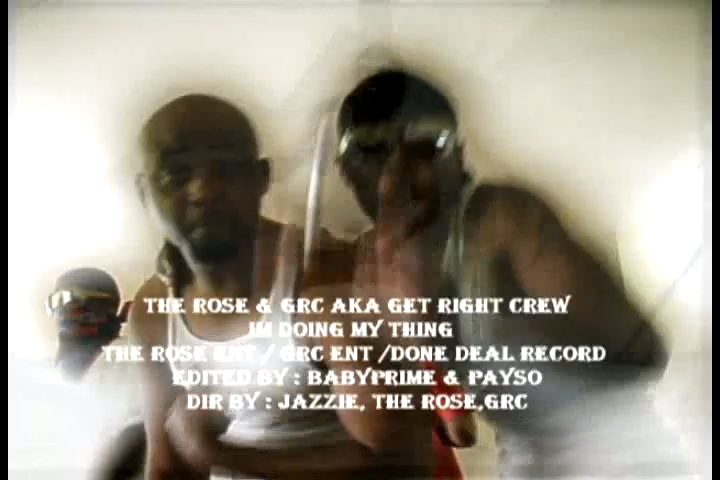 THE ROSE & GRC AKA GET RIGHT CREW
IM DOING MY THING
THE ROSE ENT / GRC ENT /DONE DEAL RECORD
EDITED BY : BABYPRIME & PAYSO
DIR BY : JAZZIE, THE ROSE,GRC